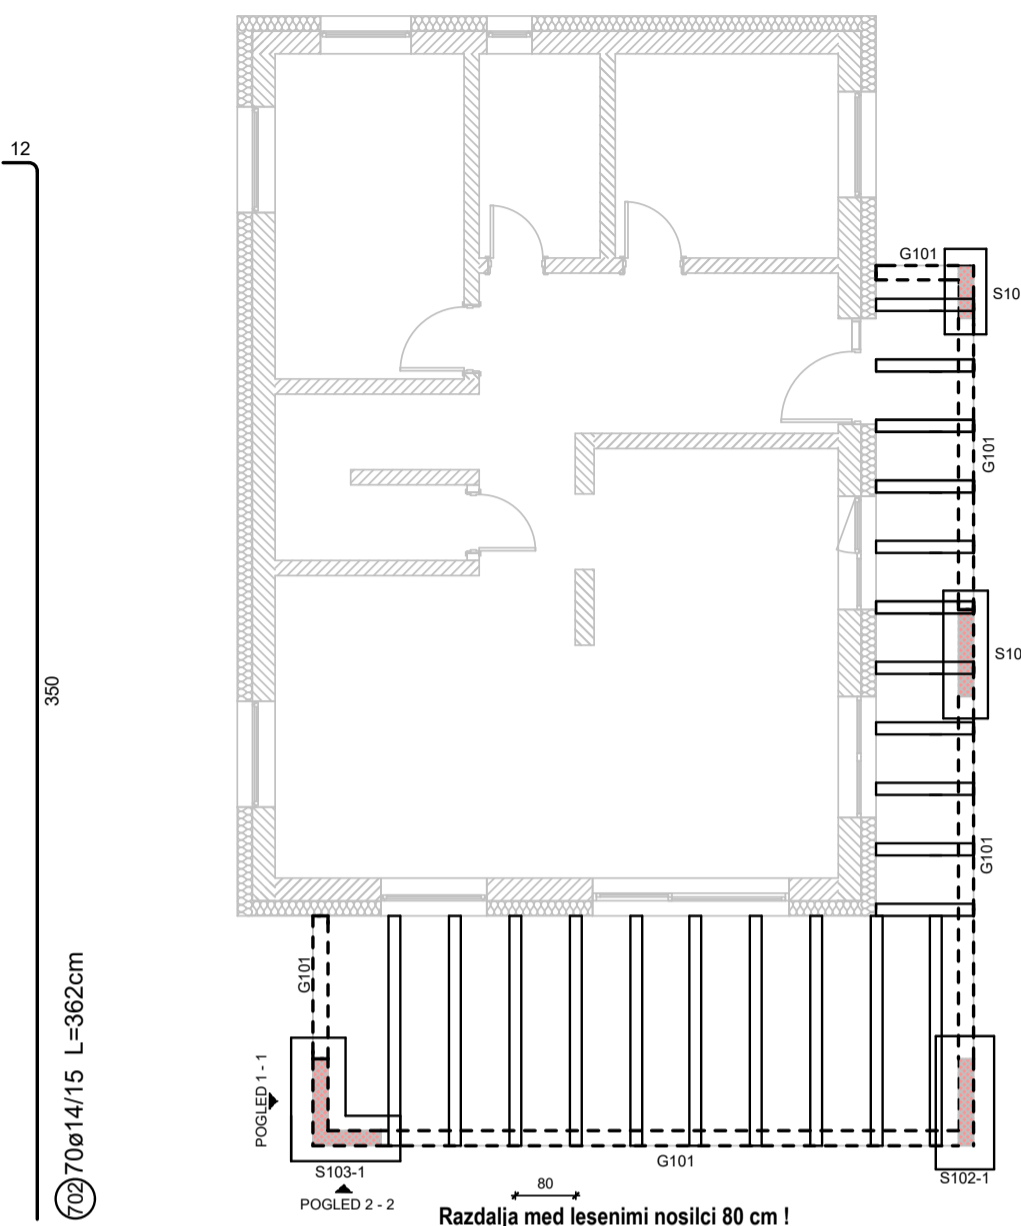 12
350
702 70ø14/15 L=362cm
G101
S10
G101
S10
G101
G101
POGLED 1 - 1
S103-1
POGLED 2 - 2
G101
S102-1
80
Razdalja med lesenimi nosilci 80 cm !